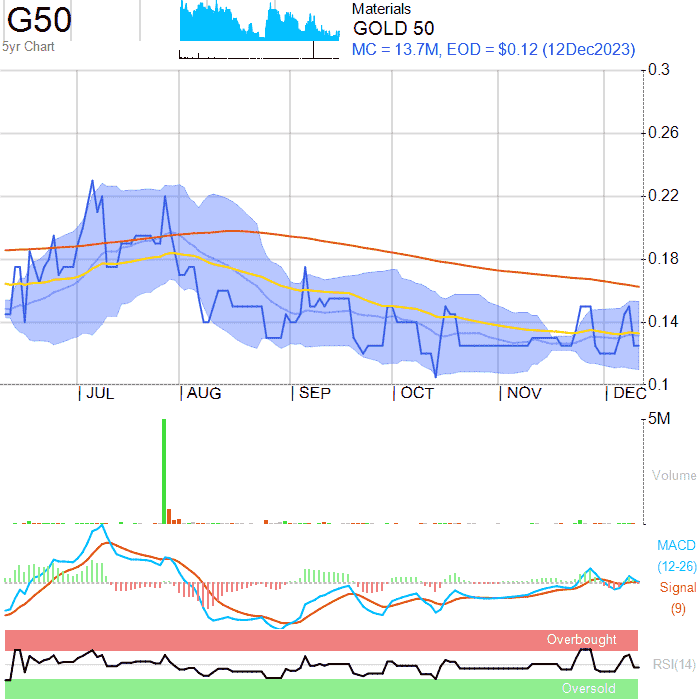 G50
5yr Chart
Materials
GOLD 50
MC = 13.7M, EOD = $0.12 (12Dec2023)
0.3
0.26
0.22
0.18
0.14
0.1
JUL AUG SEP OCT NOV DEC
5M
Volume
MACD
(12-26)
Signal
(9)
Overbought
RSI(14)
Oversold